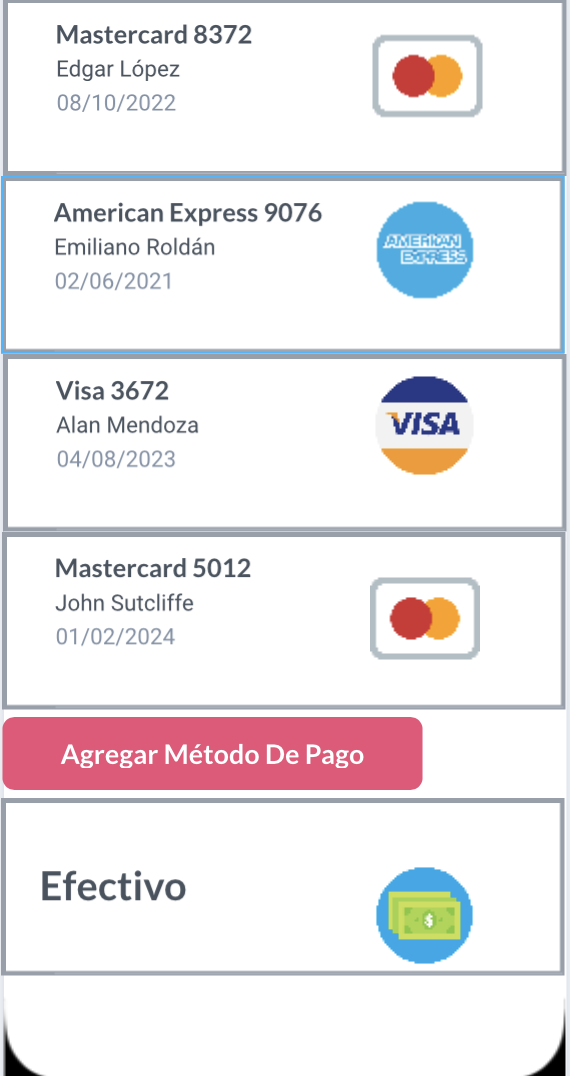 Mastercard 8372
Edgar López
08/10/2022
American Express 9076
AMERICAN
EXPRESS
Emiliano Roldán
02/06/2021
Visa 3672
Alan Mendoza
VISA
04/08/2023
Mastercard 5012
John Sutcliffe
01/02/2024
Agregar Método De Pago
Efectivo
$